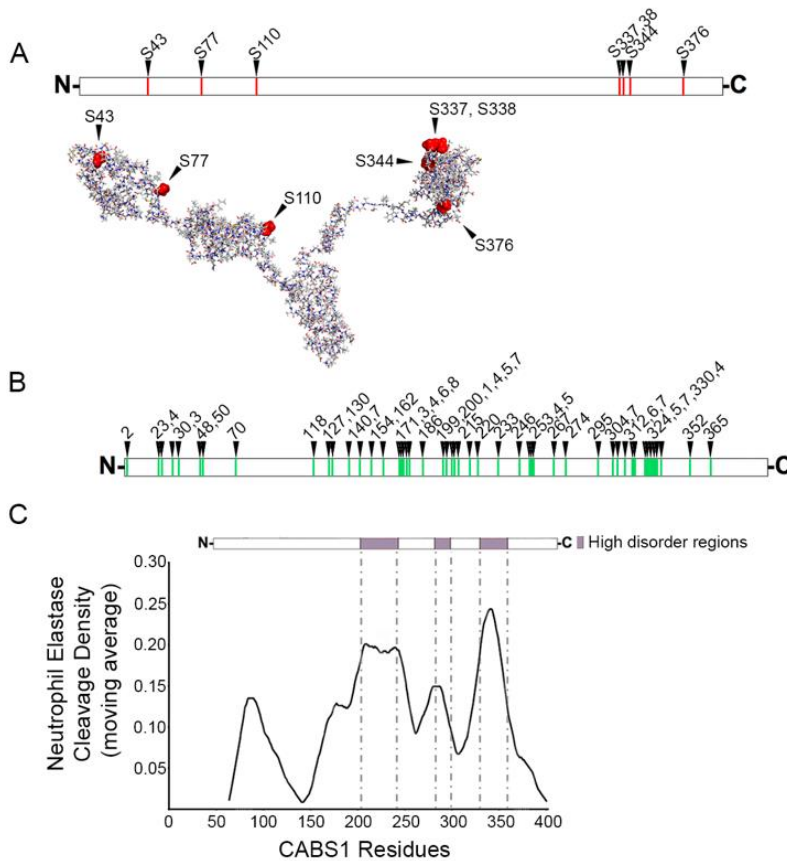 A
S43
S77
S110
S337,38
S344
S376
N-
-C
S43
S77
S110
S337, S338
S344
S376
B
2
23,4
30,3
48,50
70
118
127,130
140,7
154,162
171,3,4,6,8
186
199,200,1,4,5,7
215
220
233
246
253,4,5
267
274
295
304,7
312,6,7
324,5,7,330,4
352
365
N-
-C
C
N-
-C
High disorder regions
Neutrophil Elastase
Cleavage Density
(moving average)
0.30
0.25
0.20
0.15
0.10
0.05
0
50
100
150
200
250
300
350
400
CABS1 Residues